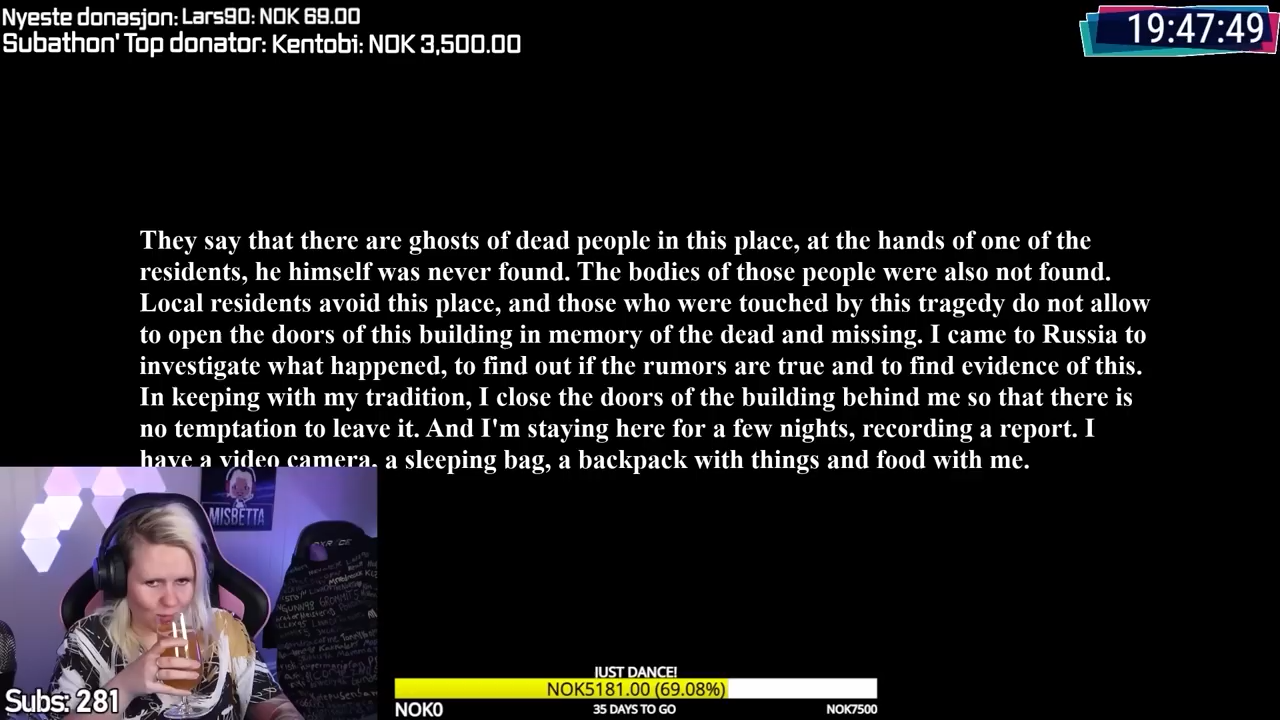 Nyeste donasjon: Lars90: NOK 69.00
Subathon' Top donator: Kentobi: NOK 3,500.00
19:47:49
They say that there are ghosts of dead people in this place, at the hands of one of the
residents, he himself was never found. The bodies of those people were also not found.
Local residents avoid this place, and those who were touched by this tragedy do not allow
to open the doors of this building in memory of the dead and missing. I came to Russia to
investigate what happened, to find out if the rumors are true and to find evidence of this.
In keeping with my tradition, I close the doors of the building behind me so that there is
no temptation to leave it. And I'm staying here for a few nights, recording a report. I
have a video camera, a sleeping bag, a backpack with things and food with me.
MISBETTA
Subs: 281
JUST DANCE!
NOK5181.00 (69.08%)
NOK0
35 DAYS TO GO
NOK7500